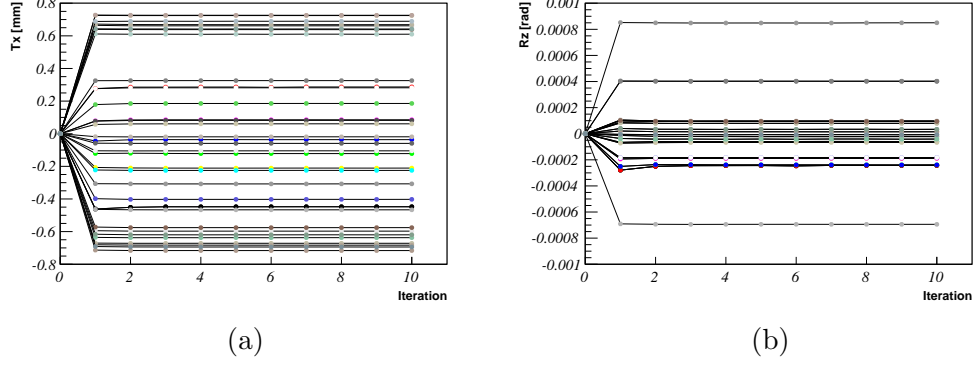 Tx [mm]
0.8
0.6
0.4
0.2
0
-0.2
-0.4
-0.6
-0.8
0 2 4 6 8 10
Iteration
(a)
Rz [rad]
0.001
0.0008
0.0006
0.0004
0.0002
0
-0.0002
-0.0004
-0.0006
-0.0008
-0.001
0 2 4 6 8 10
Iteration
(b)